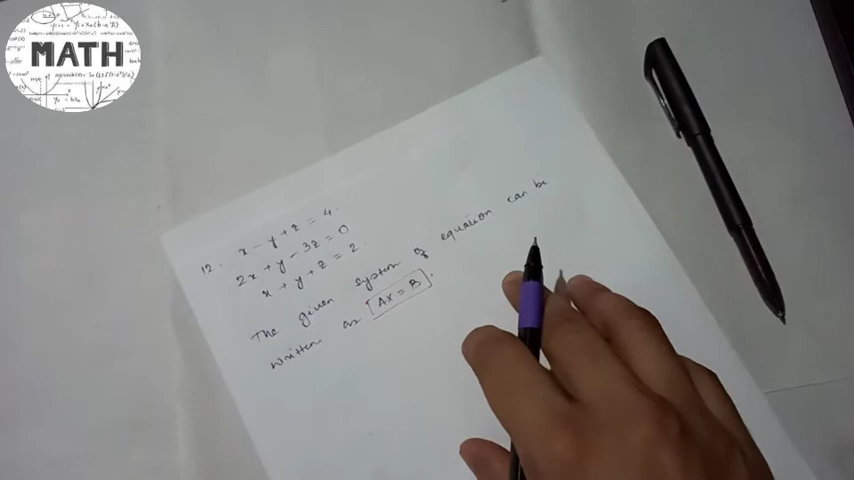 MATH
12. x - y + z = 4.
2x + y - 3z = 0
x + y + z = 2.
The given system of equation can be
written as AX = B.